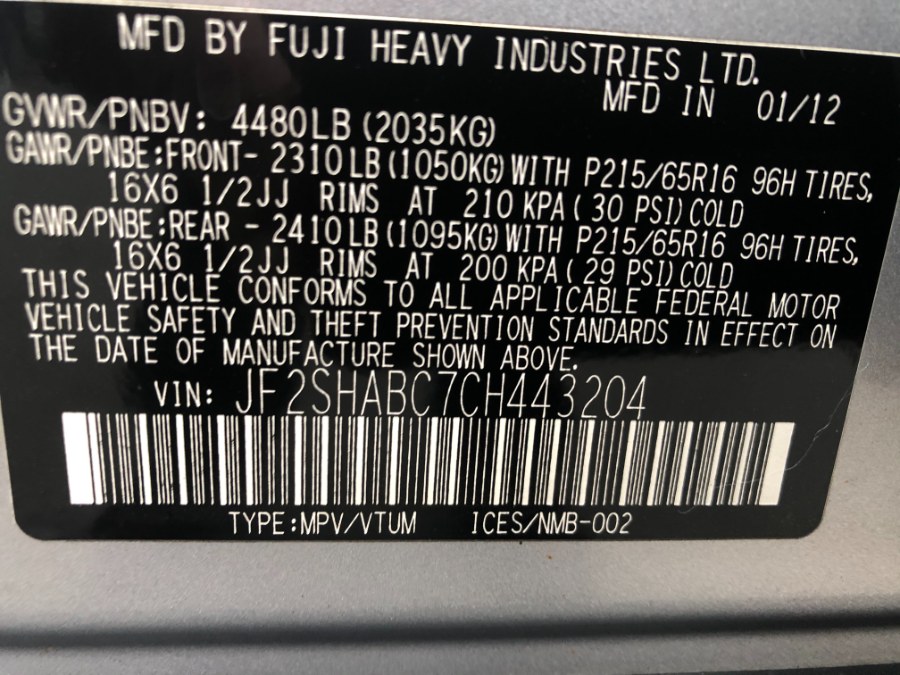 MFD BY FUJI HEAVY INDUSTRIES LTD.
MFD IN 01/12
GVWR/PNBV: 4480LB (2035KG)
GAWR/PNBE:FRONT- 2310LB (1050KG) WITH P215/65R16 96H TIRES,
16X6 1/2JJ RIMS AT 210 KPA ( 30 PSI) COLD
GAWR/PNBE:REAR - 2410LB (1095KG) WITH P215/65R16 96H TIRES,
16X6 1/2JJ RIMS AT 200 KPA ( 29 PSI) COLD
THIS VEHICLE CONFORMS TO ALL APPLICABLE FEDERAL MOTOR
VEHICLE SAFETY AND THEFT PREVENTION STANDARDS IN EFFECT ON
THE DATE OF MANUFACTURE SHOWN ABOVE.
VIN: JF2SHABC7CH443204
TYPE:MPV/VTUM ICES/NMB-002